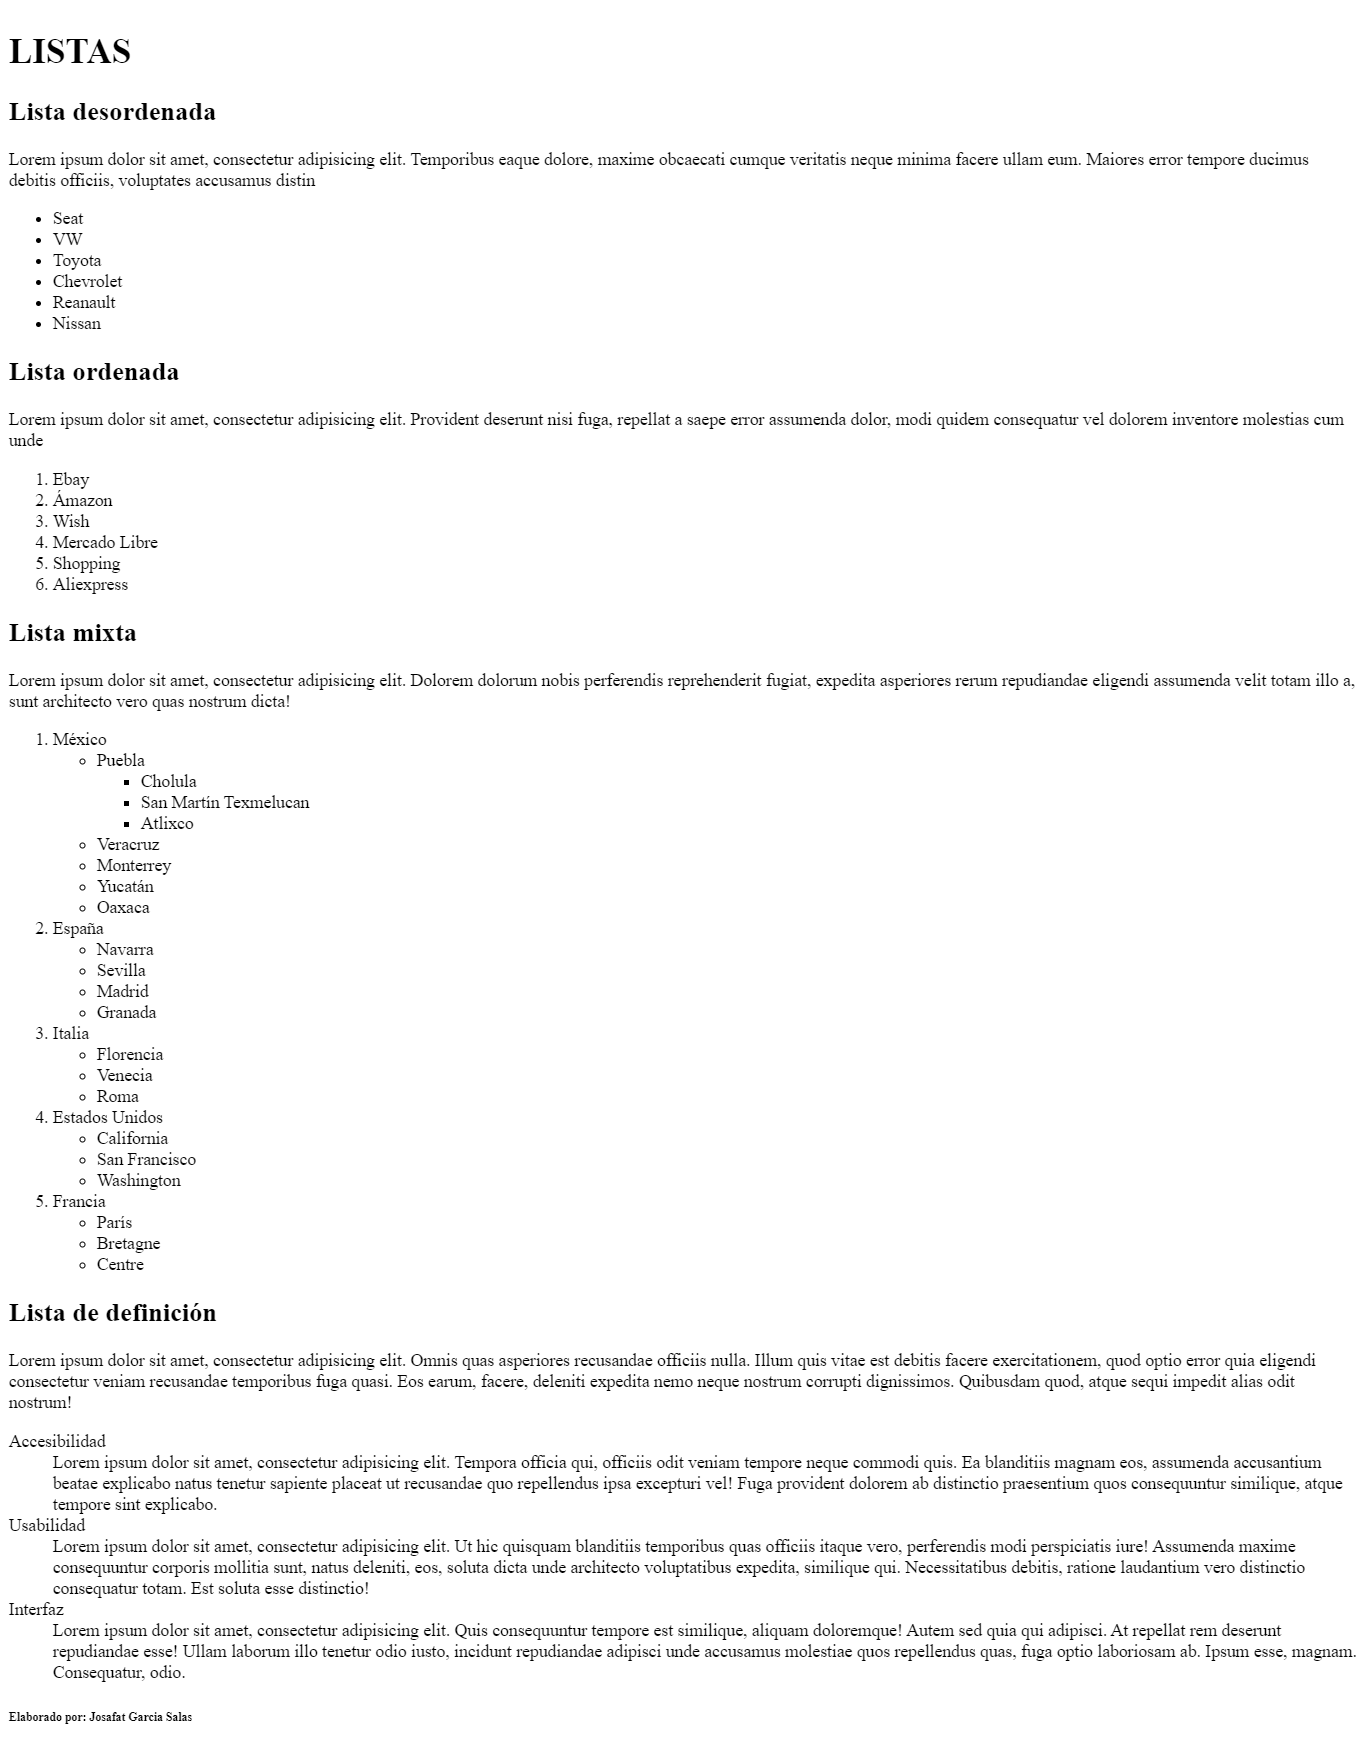 LISTAS
Lista desordenada
Lorem ipsum dolor sit amet, consectetur adipisicing elit. Temporibus eaque dolore, maxime obcaecati cumque veritatis neque minima facere ullam eum. Maiores error tempore ducimus
debitis officiis, voluptates accusamus distin
• Seat
• VW
• Toyota
• Chevrolet
• Reanault
• Nissan
Lista ordenada
Lorem ipsum dolor sit amet, consectetur adipisicing elit. Provident deserunt nisi fuga, repellat a saepe error assumenda dolor, modi quidem consequatur vel dolorem inventore molestias cum
unde
1. Ebay
2. Ámazon
3. Wish
4. Mercado Libre
5. Shopping
6. Aliexpress
Lista mixta
Lorem ipsum dolor sit amet, consectetur adipisicing elit. Dolorem dolorum nobis perferendis reprehenderit fugiat, expedita asperiores rerum repudiandae eligendi assumenda velit totam illo a,
sunt architecto vero quas nostrum dicta!
1. México
◦ Puebla
▪ Cholula
▪ San Martín Texmelucan
▪ Atlixco
◦ Veracruz
◦ Monterrey
◦ Yucatán
◦ Oaxaca
2. España
◦ Navarra
◦ Sevilla
◦ Madrid
◦ Granada
3. Italia
◦ Florencia
◦ Venecia
◦ Roma
4. Estados Unidos
◦ California
◦ San Francisco
◦ Washington
5. Francia
◦ París
◦ Bretagne
◦ Centre
Lista de definición
Lorem ipsum dolor sit amet, consectetur adipisicing elit. Omnis quas asperiores recusandae officiis nulla. Illum quis vitae est debitis facere exercitationem, quod optio error quia eligendi
consectetur veniam recusandae temporibus fuga quasi. Eos earum, facere, deleniti expedita nemo neque nostrum corrupti dignissimos. Quibusdam quod, atque sequi impedit alias odit
nostrum!
Accesibilidad
Lorem ipsum dolor sit amet, consectetur adipisicing elit. Tempora officia qui, officiis odit veniam tempore neque commodi quis. Ea blanditiis magnam eos, assumenda accusantium
beatae explicabo natus tenetur sapiente placeat ut recusandae quo repellendus ipsa excepturi vel! Fuga provident dolorem ab distinctio praesentium quos consequuntur similique, atque
tempore sint explicabo.
Usabilidad
Lorem ipsum dolor sit amet, consectetur adipisicing elit. Ut hic quisquam blanditiis temporibus quas officiis itaque vero, perferendis modi perspiciatis iure! Assumenda maxime
consequuntur corporis mollitia sunt, natus deleniti, eos, soluta dicta unde architecto voluptatibus expedita, similique qui. Necessitatibus debitis, ratione laudantium vero distinctio
consequatur totam. Est soluta esse distinctio!
Interfaz
Lorem ipsum dolor sit amet, consectetur adipisicing elit. Quis consequuntur tempore est similique, aliquam doloremque! Autem sed quia qui adipisci. At repellat rem deserunt
repudiandae esse! Ullam laborum illo tenetur odio iusto, incidunt repudiandae adipisci unde accusamus molestiae quos repellendus quas, fuga optio laboriosam ab. Ipsum esse, magnam.
Consequatur, odio.
Elaborado por: Josafat Garcia Salas